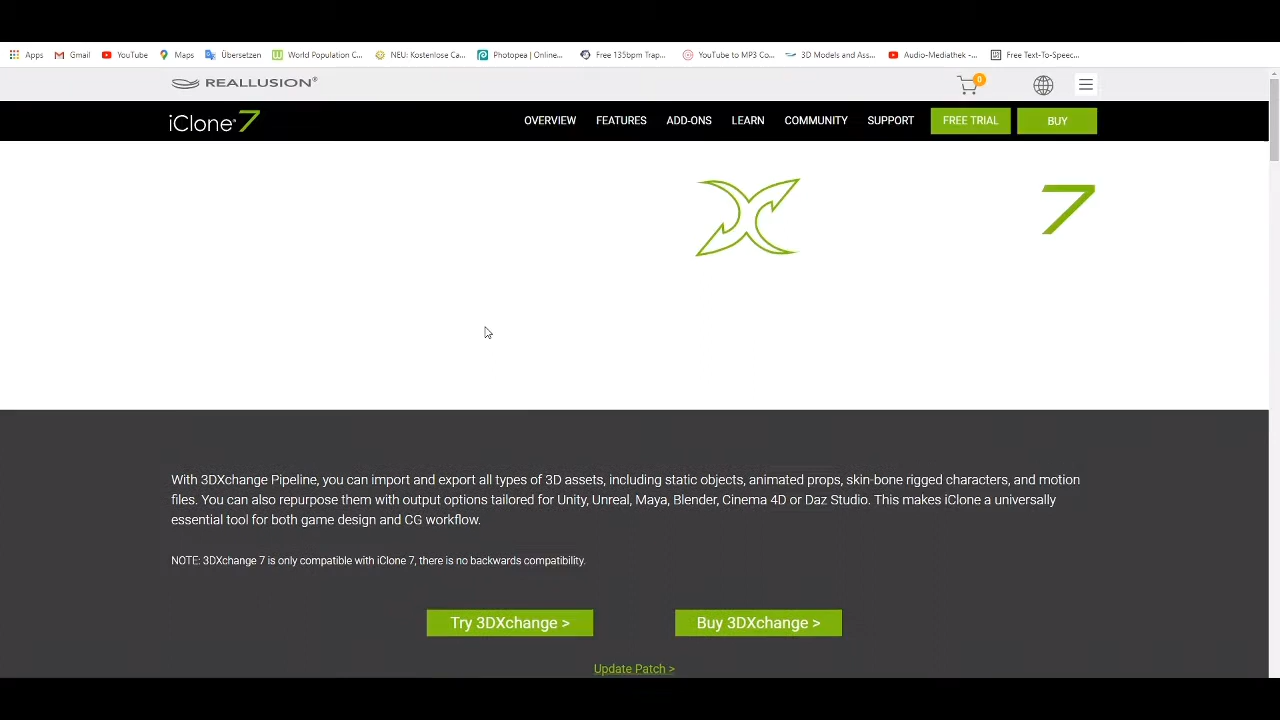 Apps Gmail YouTube Maps Übersetzen World Population C... NEU: Kostenlose Ca... Photopea | Online... Free 135bpm Trap... YouTube to MP3 Co... 3D Models and Ass... Audio-Mediathek -... Free Text-To-Speec...
REALLUSION® 0
iClone™ 7 OVERVIEW FEATURES ADD-ONS LEARN COMMUNITY SUPPORT FREE TRIAL BUY
X 7
With 3DXchange Pipeline, you can import and export all types of 3D assets, including static objects, animated props, skin-bone rigged characters, and motion
files. You can also repurpose them with output options tailored for Unity, Unreal, Maya, Blender, Cinema 4D or Daz Studio. This makes iClone a universally
essential tool for both game design and CG workflow.
NOTE: 3DXchange 7 is only compatible with iClone 7, there is no backwards compatibility.
Try 3DXchange > Buy 3DXchange >
Update Patch >